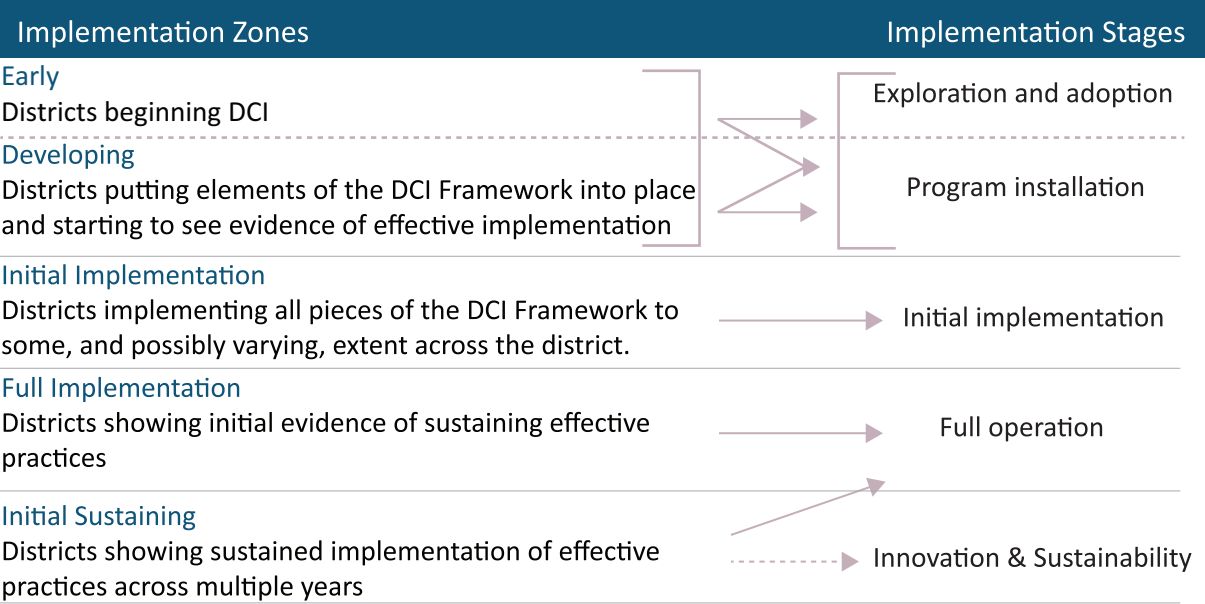 Implementation Zones
Implementation Stages
Early
Districts beginning DCI
Exploration and adoption
Developing
Districts putting elements of the DCI Framework into place
and starting to see evidence of effective implementation
Program installation
Initial Implementation
Districts implementing all pieces of the DCI Framework to
some, and possibly varying, extent across the district.
Initial implementation
Full Implementation
Districts showing initial evidence of sustaining effective
practices
Full operation
Initial Sustaining
Districts showing sustained implementation of effective
practices across multiple years
Innovation & Sustainability